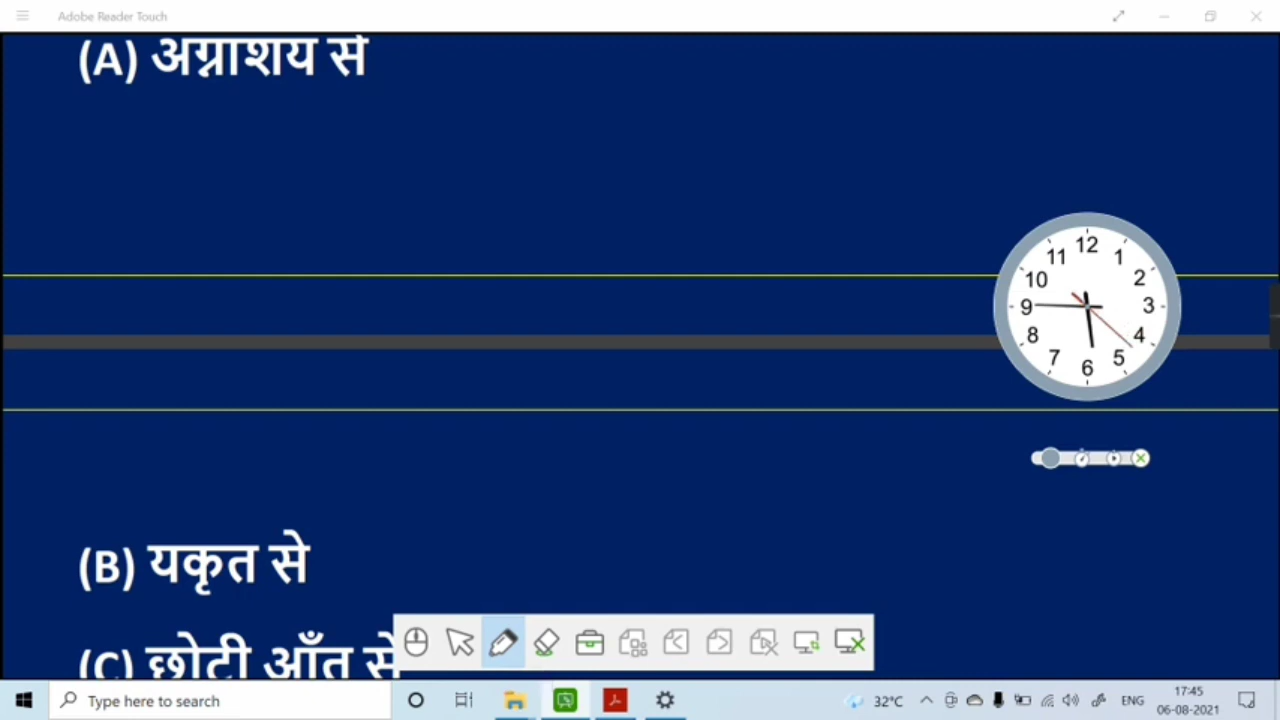 Adobe Reader Touch
(A) अग्नाशय से
12
11 1
10 2
9 3
8 4
7 5
6
(B) यकृत से
(C) छोटी आँत से
Type here to search
32°C
ENG
17:45
06-08-2021